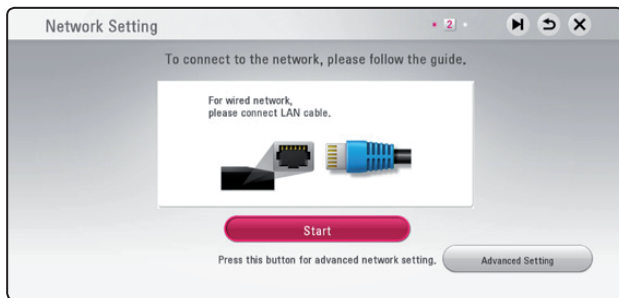 Network Setting
2
To connect to the network, please follow the guide.
For wired network,
please connect LAN cable.
Start
Press this button for advanced network setting.
Advanced Setting